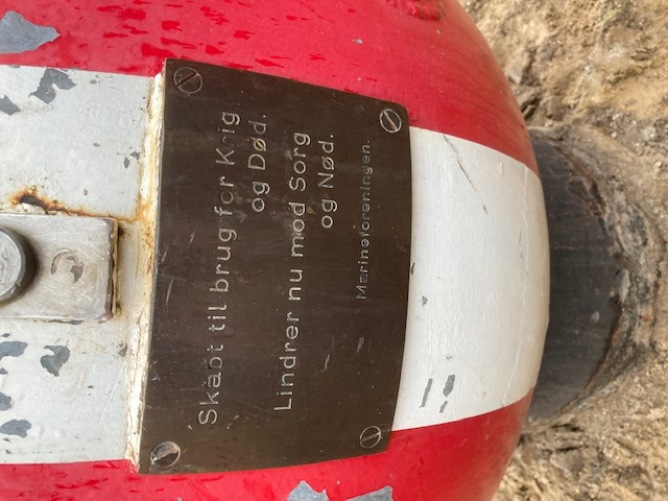 Skabt til brug for Krig
og Død.
Lindrer nu mod Sorg
og Nød.
Marineforeningen.